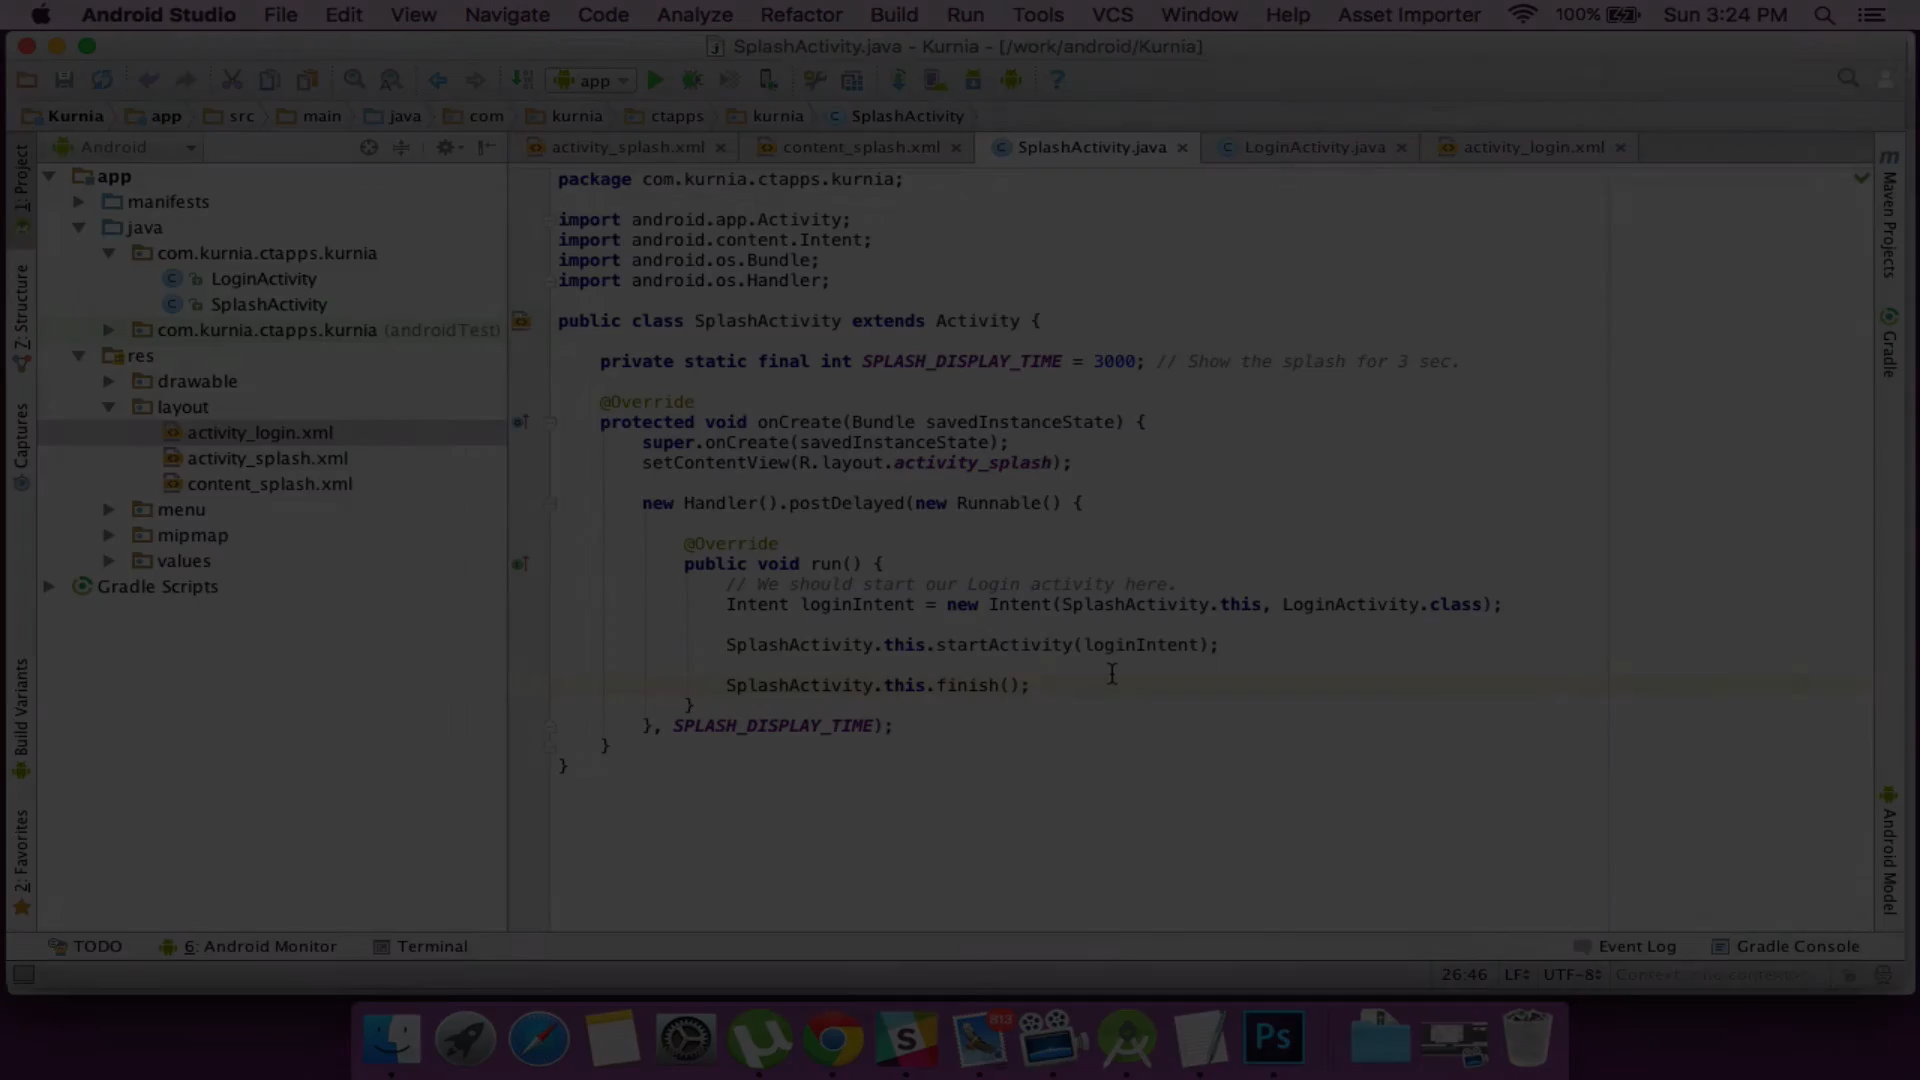 Android Studio File Edit View Navigate Code Analyze Refactor Build Run Tools VCS Window Help Asset Importer 100% Sun 3:24 PM
SplashActivity.java - Kurnia - [/work/android/Kurnia]
app
Kurnia app src main java com kurnia ctapps kurnia SplashActivity
Android
activity_splash.xml content_splash.xml SplashActivity.java LoginActivity.java activity_login.xml
1: Project
Z: Structure
Captures
Build Variants
2: Favorites
app
manifests
java
com.kurnia.ctapps.kurnia
LoginActivity
SplashActivity
com.kurnia.ctapps.kurnia (androidTest)
res
drawable
layout
activity_login.xml
activity_splash.xml
content_splash.xml
menu
mipmap
values
Gradle Scripts
package com.kurnia.ctapps.kurnia;
import android.app.Activity;
import android.content.Intent;
import android.os.Bundle;
import android.os.Handler;
public class SplashActivity extends Activity {
private static final int SPLASH_DISPLAY_TIME = 3000; // Show the splash for 3 sec.
@Override
protected void onCreate(Bundle savedInstanceState) {
super.onCreate(savedInstanceState);
setContentView(R.layout.activity_splash);
new Handler().postDelayed(new Runnable() {
@Override
public void run() {
// We should start our Login activity here.
Intent loginIntent = new Intent(SplashActivity.this, LoginActivity.class);
SplashActivity.this.startActivity(loginIntent);
SplashActivity.this.finish();
}
}, SPLASH_DISPLAY_TIME);
}
}
m Maven Projects
Gradle
Android Model
TODO 6: Android Monitor Terminal Event Log Gradle Console
26:46 LF UTF-8 Context: <no context>
813
S
Ps